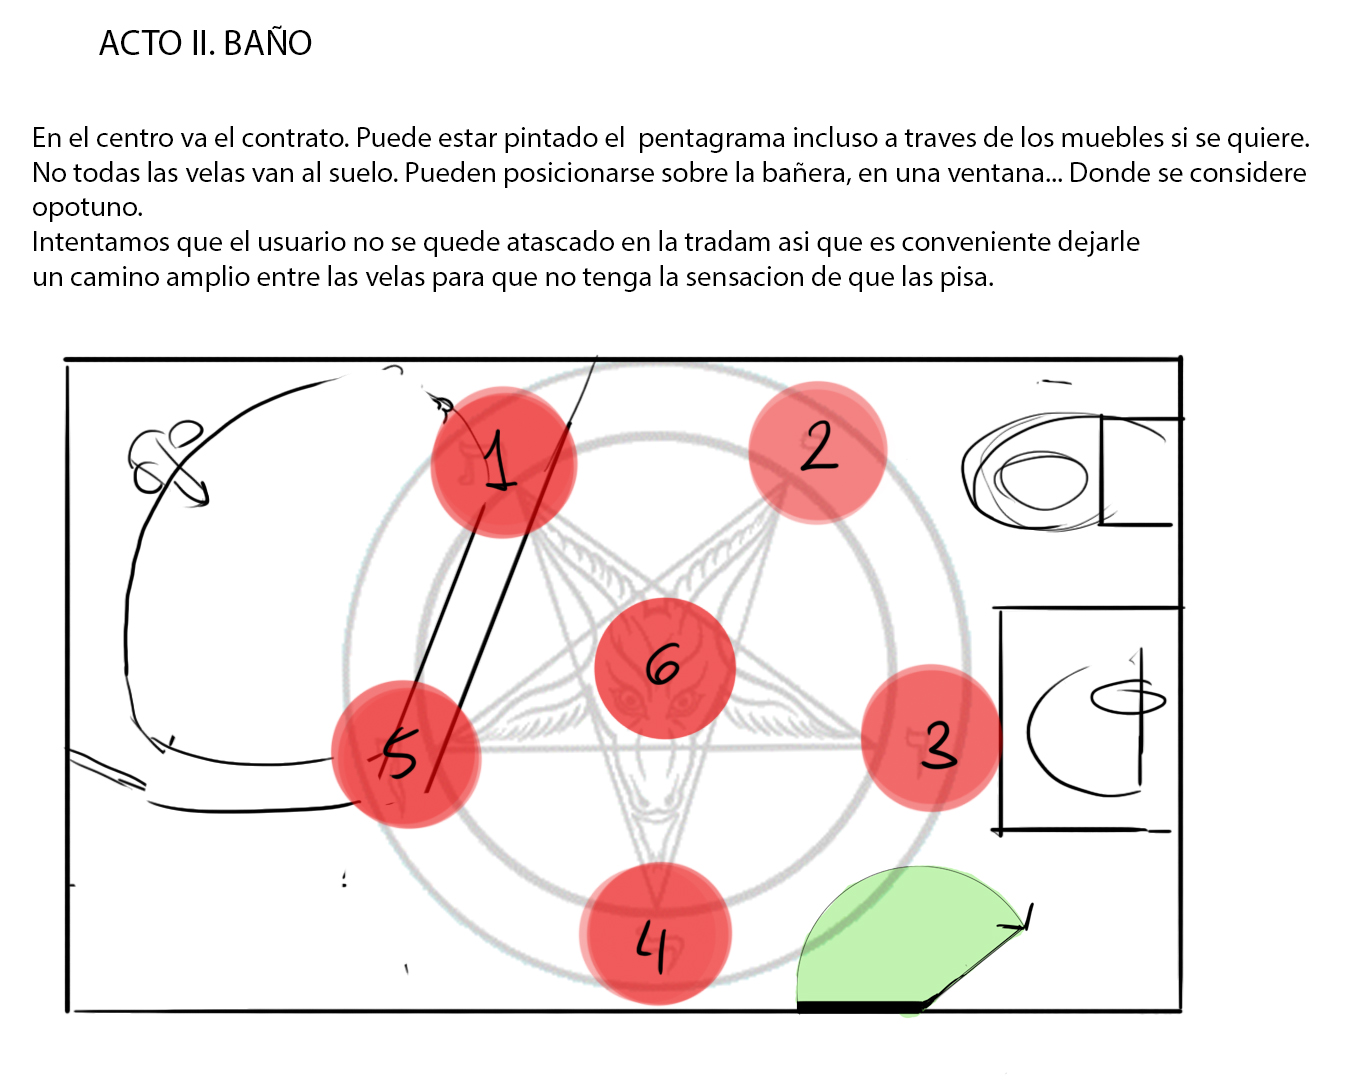 ACTO II. BAÑO
En el centro va el contrato. Puede estar pintado el  pentagrama incluso a traves de los muebles si se quiere.
No todas las velas van al suelo. Pueden posicionarse sobre la bañera, en una ventana... Donde se considere
opotuno.
Intentamos que el usuario no se quede atascado en la tradam asi que es conveniente dejarle
un camino amplio entre las velas para que no tenga la sensacion de que las pisa.
1
2
6
5
3
4